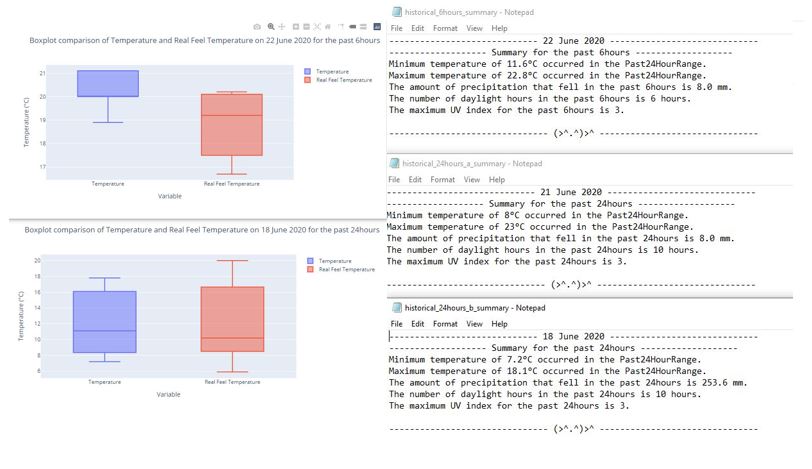 Boxplot comparison of Temperature and Real Feel Temperature on 22 June 2020 for the past 6hours
Temperature
Real Feel Temperature
21
20
19
18
17
Temperature (°C)
Temperature
Real Feel Temperature
Variable
Boxplot comparison of Temperature and Real Feel Temperature on 18 June 2020 for the past 24hours
Temperature
Real Feel Temperature
20
18
16
14
12
10
8
6
Temperature (°C)
Temperature
Real Feel Temperature
Variable
historical_6hours_summary - Notepad
File Edit Format View Help
-------------------------------- 22 June 2020 --------------------------------
--------------------- Summary for the past 6hours ---------------------
Minimum temperature of 11.6°C occurred in the Past24HourRange.
Maximum temperature of 22.8°C occurred in the Past24HourRange.
The amount of precipitation that fell in the past 6hours is 8.0 mm.
The number of daylight hours in the past 6hours is 6 hours.
The maximum UV index for the past 6hours is 3.
----------------------------------- (>^.^)>^ -----------------------------------
historical_24hours_a_summary - Notepad
File Edit Format View Help
-------------------------------- 21 June 2020 --------------------------------
--------------------- Summary for the past 24hours ---------------------
Minimum temperature of 8°C occurred in the Past24HourRange.
Maximum temperature of 23°C occurred in the Past24HourRange.
The amount of precipitation that fell in the past 24hours is 8.0 mm.
The number of daylight hours in the past 24hours is 10 hours.
The maximum UV index for the past 24hours is 3.
----------------------------------- (>^.^)>^ -----------------------------------
historical_24hours_b_summary - Notepad
File Edit Format View Help
-------------------------------- 18 June 2020 --------------------------------
--------------------- Summary for the past 24hours ---------------------
Minimum temperature of 7.2°C occurred in the Past24HourRange.
Maximum temperature of 18.1°C occurred in the Past24HourRange.
The amount of precipitation that fell in the past 24hours is 253.6 mm.
The number of daylight hours in the past 24hours is 10 hours.
The maximum UV index for the past 24hours is 3.
----------------------------------- (>^.^)>^ -----------------------------------